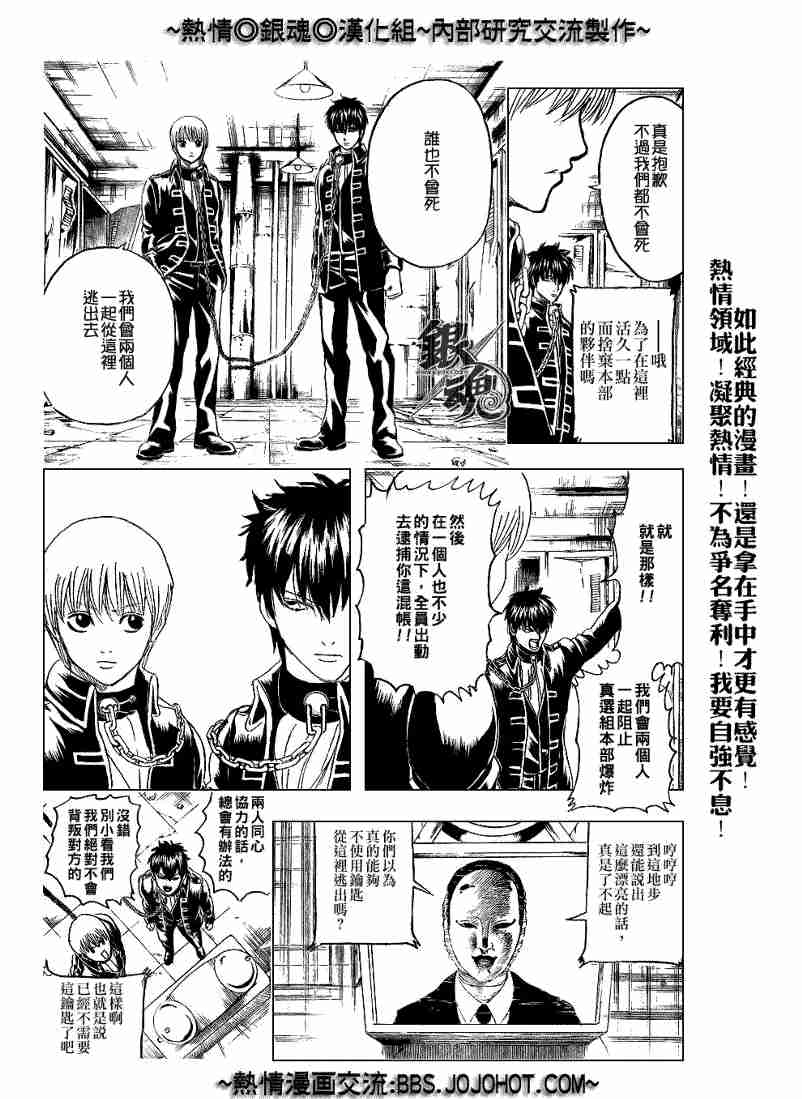 ~熱情◎銀魂◎漢化組~內部研究交流製作~
真是抱歉
不過我們都不會死
──哦
為了在這裡
活久一點
而捨棄本部
的夥伴嗎
誰也不會死
我們會兩個人
一起從這裡
逃出去
銀魂
就
就是那樣!!
我們會兩個人
一起阻止
真選組本部爆炸
然後
在一個人也不少
的情況下，全員出動
去逮捕你這混帳!!
哼哼哼
到這地步
還能說出
這麼漂亮的話，
真是了不起
你們以為
真的能夠
不使用鑰匙
從這裡逃出嗎？
兩人同心
協力的話，
總會有辦法的
沒錯
別小看我們
我們絕對不會
背叛對方的
這樣啊
也就是說
已經不需要
這鑰匙了吧
如此經典的漫畫！還是拿在手中才更有感覺！
熱情領域！凝聚熱情！不為爭名奪利！我要自強不息！
~熱情漫画交流:BBS.JOJOHOT.COM~